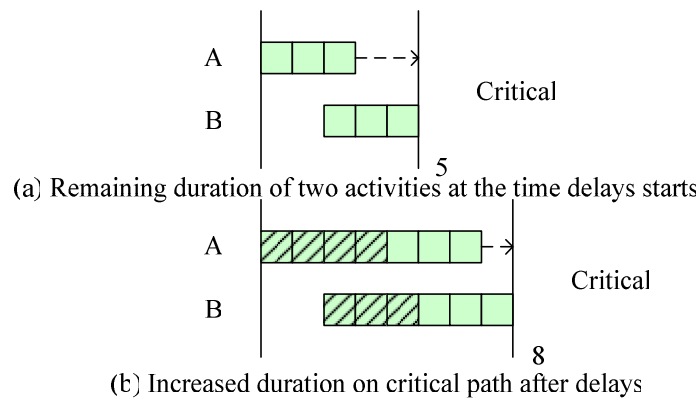 A
Critical
B
5
(a) Remaining duration of two activities at the time delays starts
A
Critical
B
8
(b) Increased duration on critical path after delays